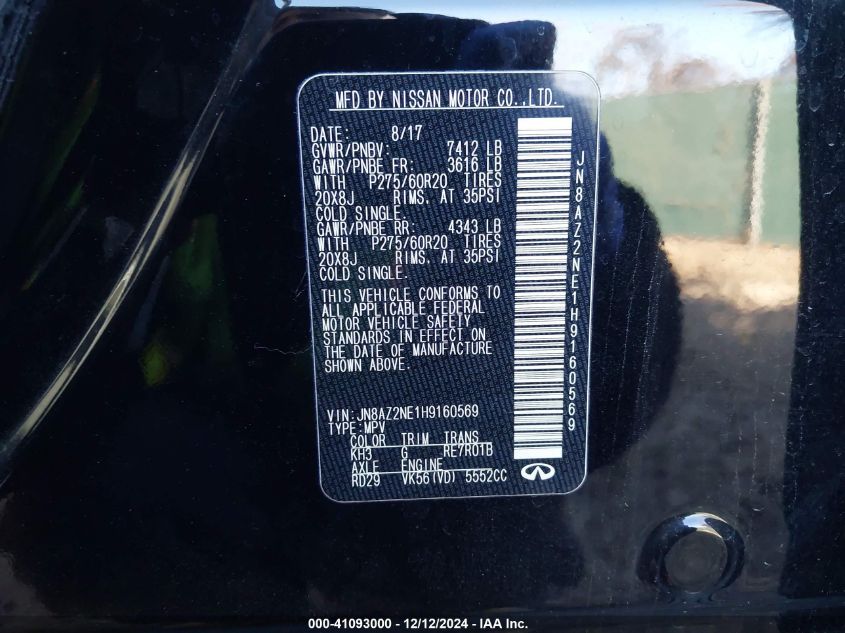 MFD BY NISSAN MOTOR CO.,LTD.
DATE: 8/17
GVWR/PNBV: 7412 LB
GAWR/PNBE FR: 3616 LB
WITH P275/60R20 TIRES
20X8J RIMS. AT 35PSI
COLD SINGLE.
GAWR/PNBE RR: 4343 LB
WITH P275/60R20 TIRES
20X8J RIMS. AT 35PSI
COLD SINGLE.
THIS VEHICLE CONFORMS TO
ALL APPLICABLE FEDERAL
MOTOR VEHICLE SAFETY
STANDARDS IN EFFECT ON
THE DATE OF MANUFACTURE
SHOWN ABOVE.
VIN: JN8AZ2NE1H9160569
TYPE: MPV
COLOR TRIM TRANS
KH3 G RE7R01B
AXLE ENGINE
RD29 VK56(VD) 5552CC
JN8AZ2NE1H9160569
000-41093000 - 12/12/2024 - IAA Inc.